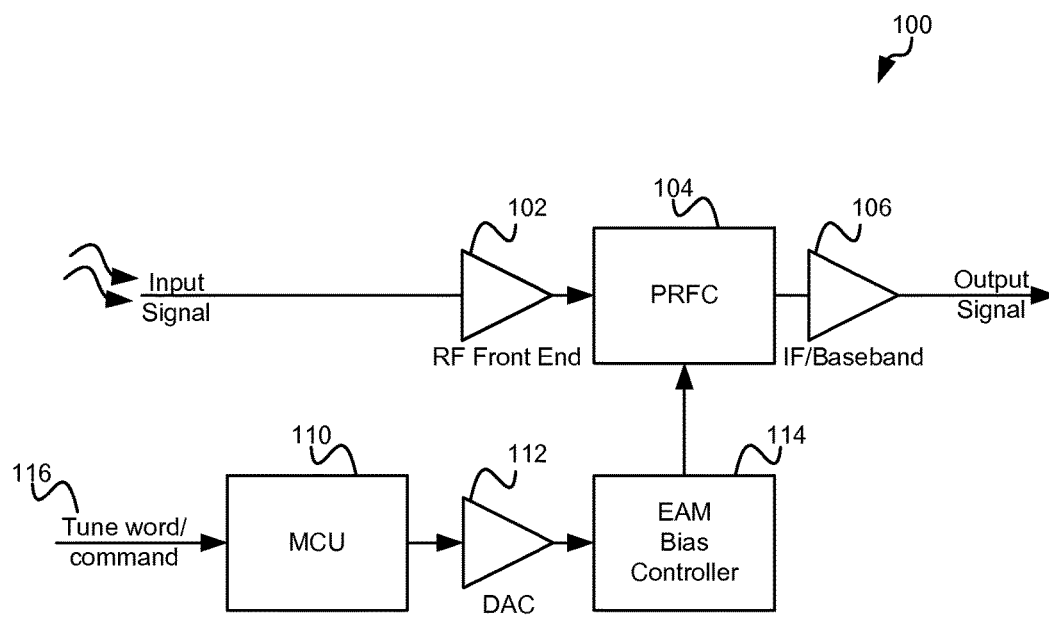 100
102
104
106
Input
Signal
PRFC
Output
Signal
RF Front End
IF/Baseband
110
112
114
116
Tune word/
command
MCU
DAC
EAM
Bias
Controller